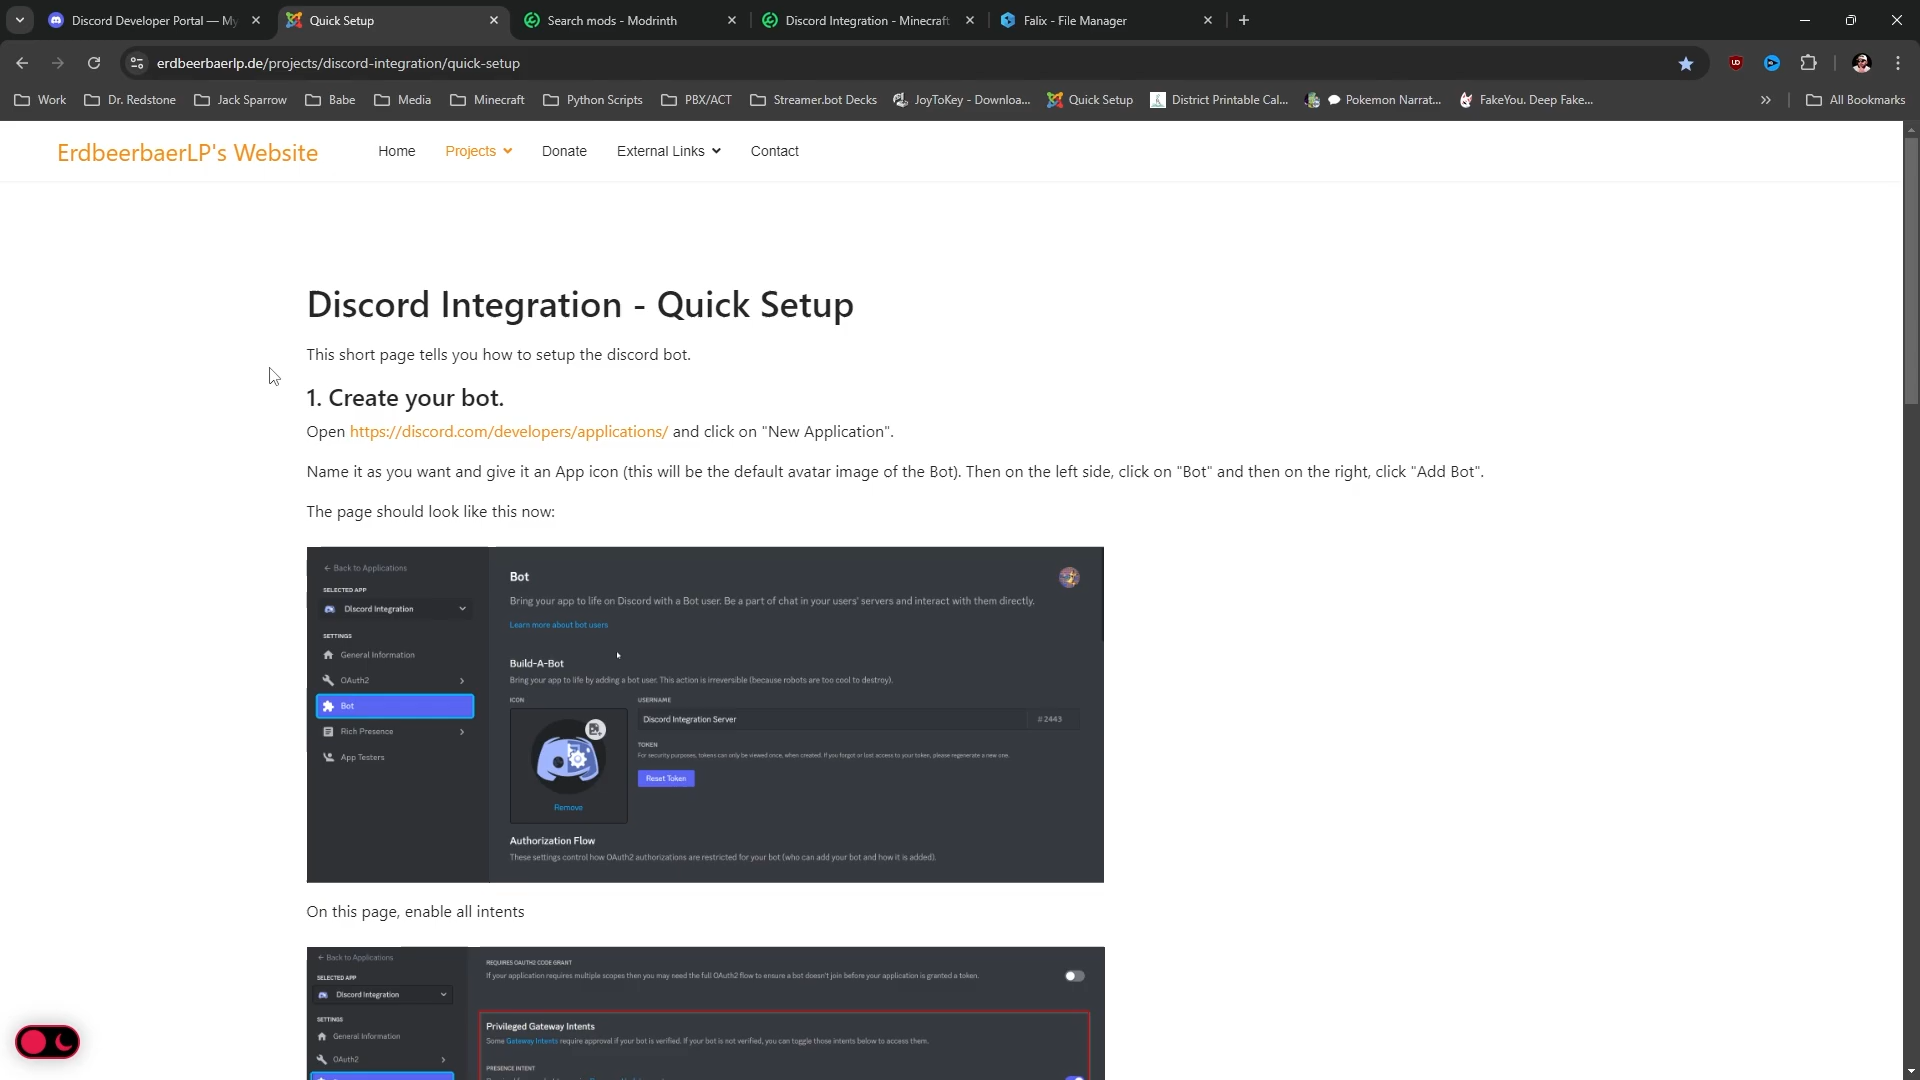 Discord Developer Portal — My
Quick Setup
Search mods - Modrinth
Discord Integration - Minecraft
Falix - File Manager
erdbeerbaerlp.de/projects/discord-integration/quick-setup
Work
Dr. Redstone
Jack Sparrow
Babe
Media
Minecraft
Python Scripts
PBX/ACT
Streamer.bot Decks
JoyToKey - Downloa...
Quick Setup
District Printable Cal...
Pokemon Narrat...
FakeYou. Deep Fake...
All Bookmarks
ErdbeerbaerLP's Website
Home
Projects
Donate
External Links
Contact
Discord Integration - Quick Setup
This short page tells you how to setup the discord bot.
1. Create your bot.
Open https://discord.com/developers/applications/ and click on "New Application".
Name it as you want and give it an App icon (this will be the default avatar image of the Bot). Then on the left side, click on "Bot" and then on the right, click "Add Bot".
The page should look like this now:
← Back to Applications
SELECTED APP
Discord Integration
SETTINGS
General Information
OAuth2
Bot
Rich Presence
App Testers
Bot
Bring your app to life on Discord with a Bot user. Be a part of chat in your users' servers and interact with them directly.
Learn more about bot users
Build-A-Bot
Bring your app to life by adding a bot user. This action is irreversible (because robots are too cool to destroy).
ICON
USERNAME
Discord Integration Server
#2443
TOKEN
For security purposes, tokens can only be viewed once, when created. If you forgot or lost access to your token, please regenerate a new one.
Reset Token
Remove
Authorization Flow
These settings control how OAuth2 authorizations are restricted for your bot (who can add your bot and how it is added).
On this page, enable all intents
← Back to Applications
SELECTED APP
Discord Integration
SETTINGS
General Information
OAuth2
REQUIRES OAUTH2 CODE GRANT
If your application requires multiple scopes then you may need the full OAuth2 flow to ensure a bot doesn't join before your application is granted a token.
Privileged Gateway Intents
Some Gateway Intents require approval if your bot is verified. If your bot is not verified, you can toggle those intents below to access them.
PRESENCE INTENT